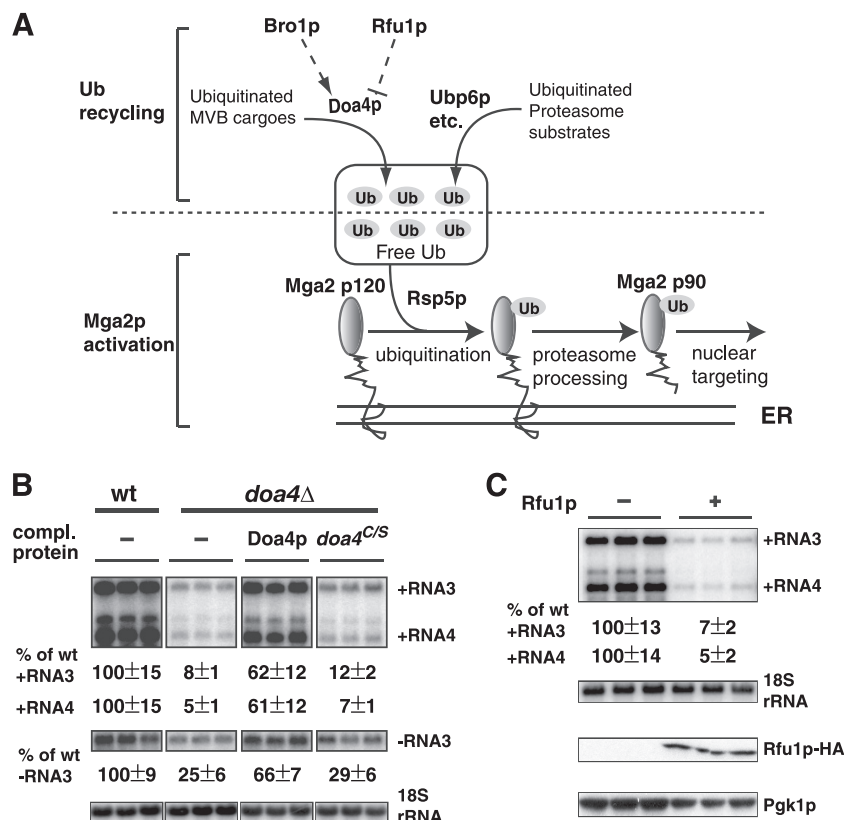 A
Bro1p Rfu1p
Ub
recycling
Ubiquitinated
MVB cargoes
Doa4p
Ubp6p
etc.
Ubiquitinated
Proteasome
substrates
Ub Ub Ub
Ub Ub Ub
Free Ub
Mga2p
activation
Mga2 p120
Rsp5p
Ub
Mga2 p90
Ub
ubiquitination
proteasome
processing
nuclear
targeting
ER
B
wt doa4Δ
compl.
protein
– – Doa4p doa4C/S
+RNA3
+RNA4
% of wt
+RNA3 100±15 8±1 62±12 12±2
+RNA4 100±15 5±1 61±12 7±1
-RNA3
% of wt
-RNA3 100±9 25±6 66±7 29±6
18S
rRNA
C
Rfu1p – +
+RNA3
+RNA4
% of wt
+RNA3 100±13 7±2
+RNA4 100±14 5±2
18S
rRNA
Rfu1p-HA
Pgk1p